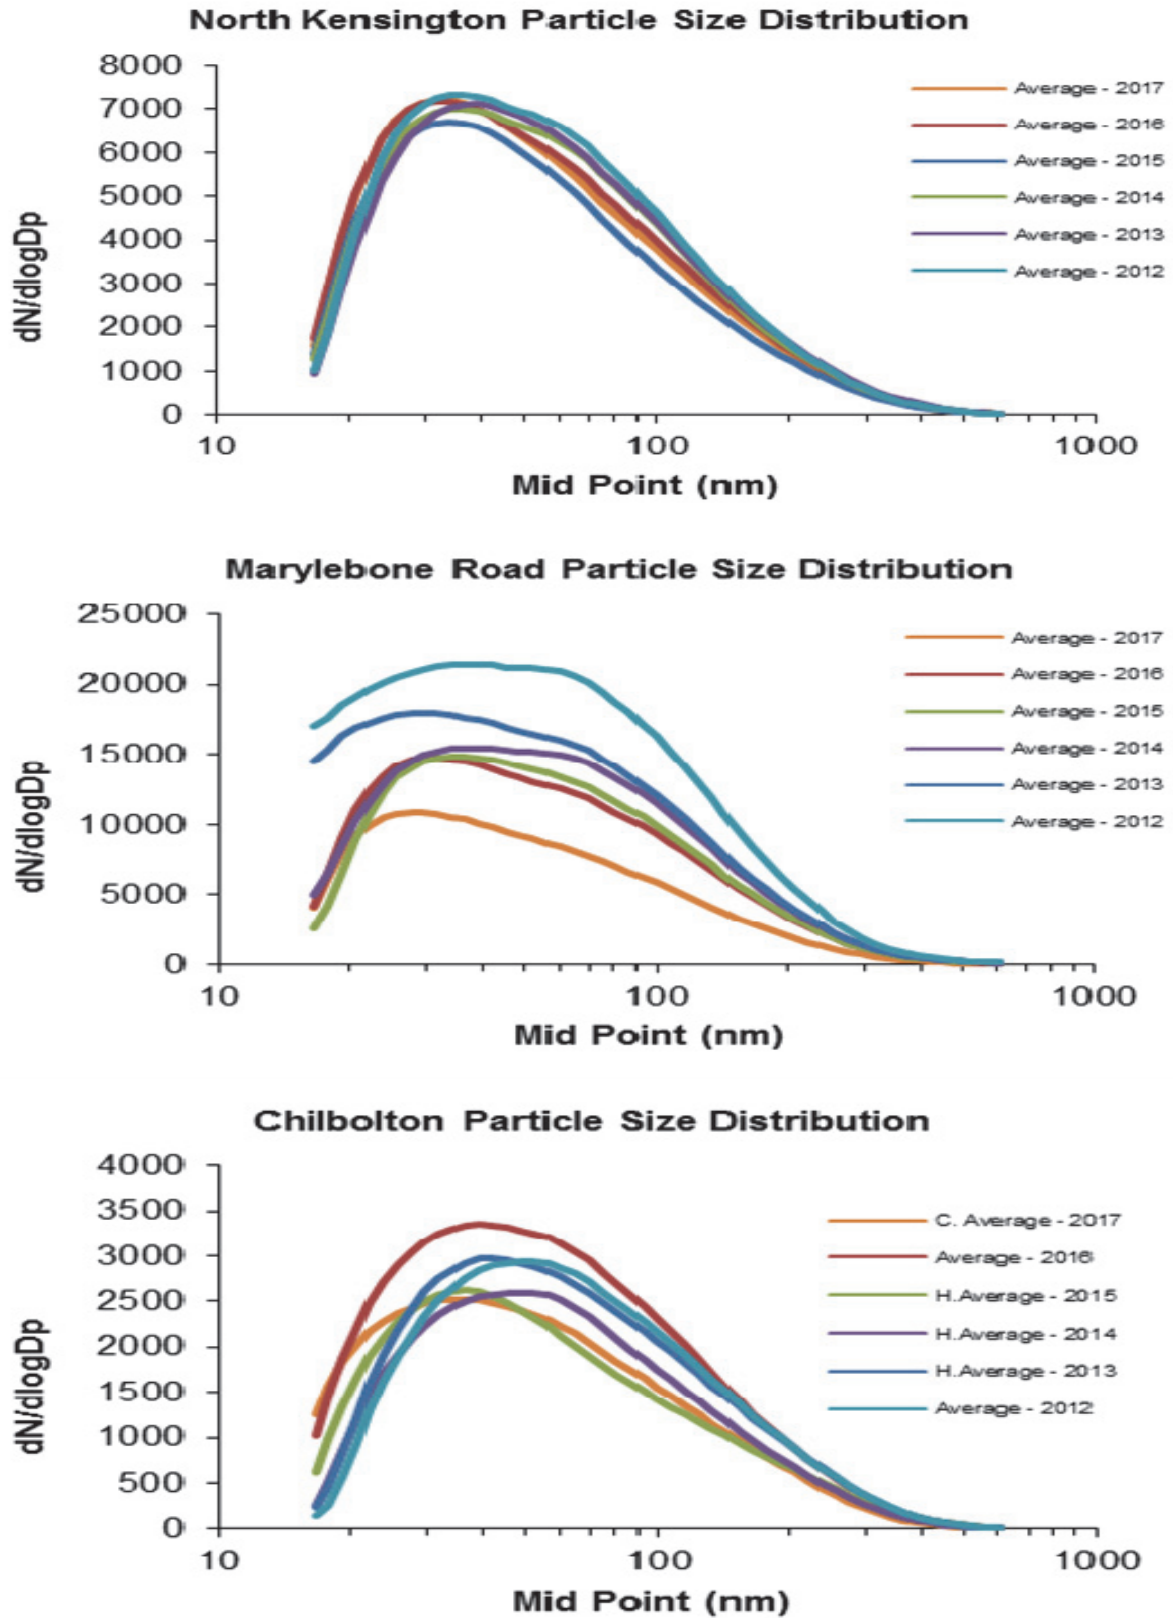 North Kensington Particle Size Distribution
8000
7000
6000
5000
4000
3000
2000
1000
0
dN/dlogDp
10
100
1000
Mid Point (nm)
Average - 2017
Average - 2016
Average - 2015
Average - 2014
Average - 2013
Average - 2012
Marylebone Road Particle Size Distribution
25000
20000
15000
10000
5000
0
dN/dlogDp
10
100
1000
Mid Point (nm)
Average - 2017
Average - 2016
Average - 2015
Average - 2014
Average - 2013
Average - 2012
Chilbolton Particle Size Distribution
4000
3500
3000
2500
2000
1500
1000
500
0
dN/dlogDp
10
100
1000
Mid Point (nm)
C. Average - 2017
Average - 2016
H.Average - 2015
H.Average - 2014
H.Average - 2013
Average - 2012